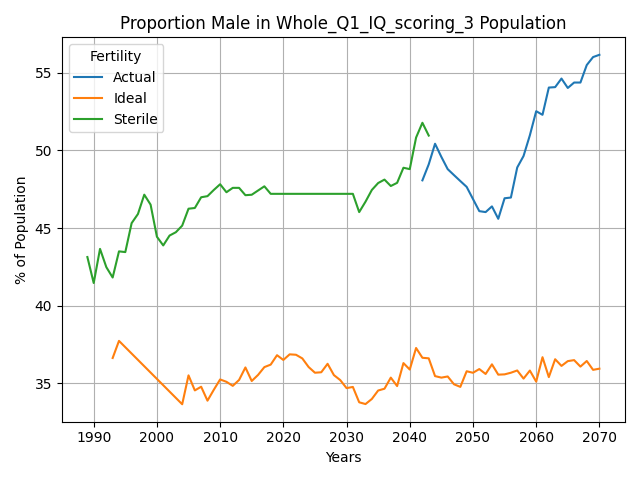 Proportion Male in Whole_Q1_IQ_scoring_3 Population
Fertility
Actual
Ideal
Sterile
% of Population
55
50
45
40
35
1990 2000 2010 2020 2030 2040 2050 2060 2070
Years